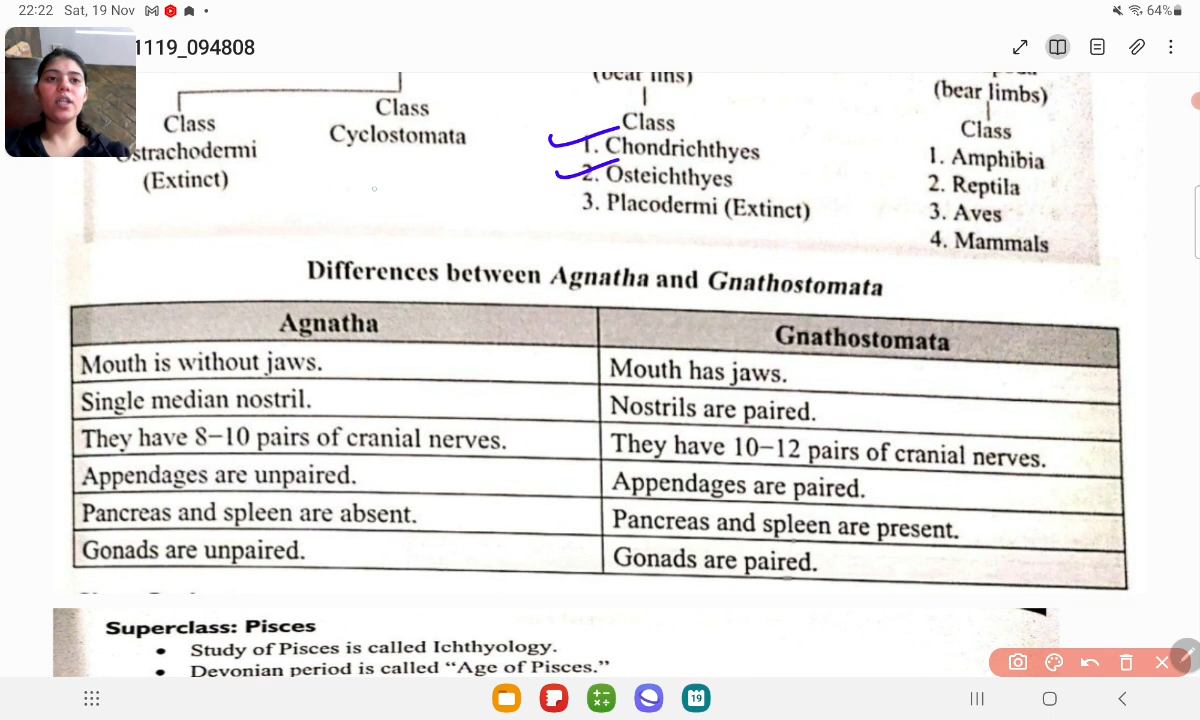 22:22 Sat, 19 Nov
64%
1119_094808
(bear fins)
(bear limbs)
Class
Ostrachodermi
(Extinct)
Class
Cyclostomata
Class
1. Chondrichthyes
2. Osteichthyes
3. Placodermi (Extinct)
Class
1. Amphibia
2. Reptila
3. Aves
4. Mammals
Differences between Agnatha and Gnathostomata
Agnatha
Gnathostomata
Mouth is without jaws.
Mouth has jaws.
Single median nostril.
Nostrils are paired.
They have 8–10 pairs of cranial nerves.
They have 10–12 pairs of cranial nerves.
Appendages are unpaired.
Appendages are paired.
Pancreas and spleen are absent.
Pancreas and spleen are present.
Gonads are unpaired.
Gonads are paired.
Superclass: Pisces
• Study of Pisces is called Ichthyology.
• Devonian period is called “Age of Pisces.”
19